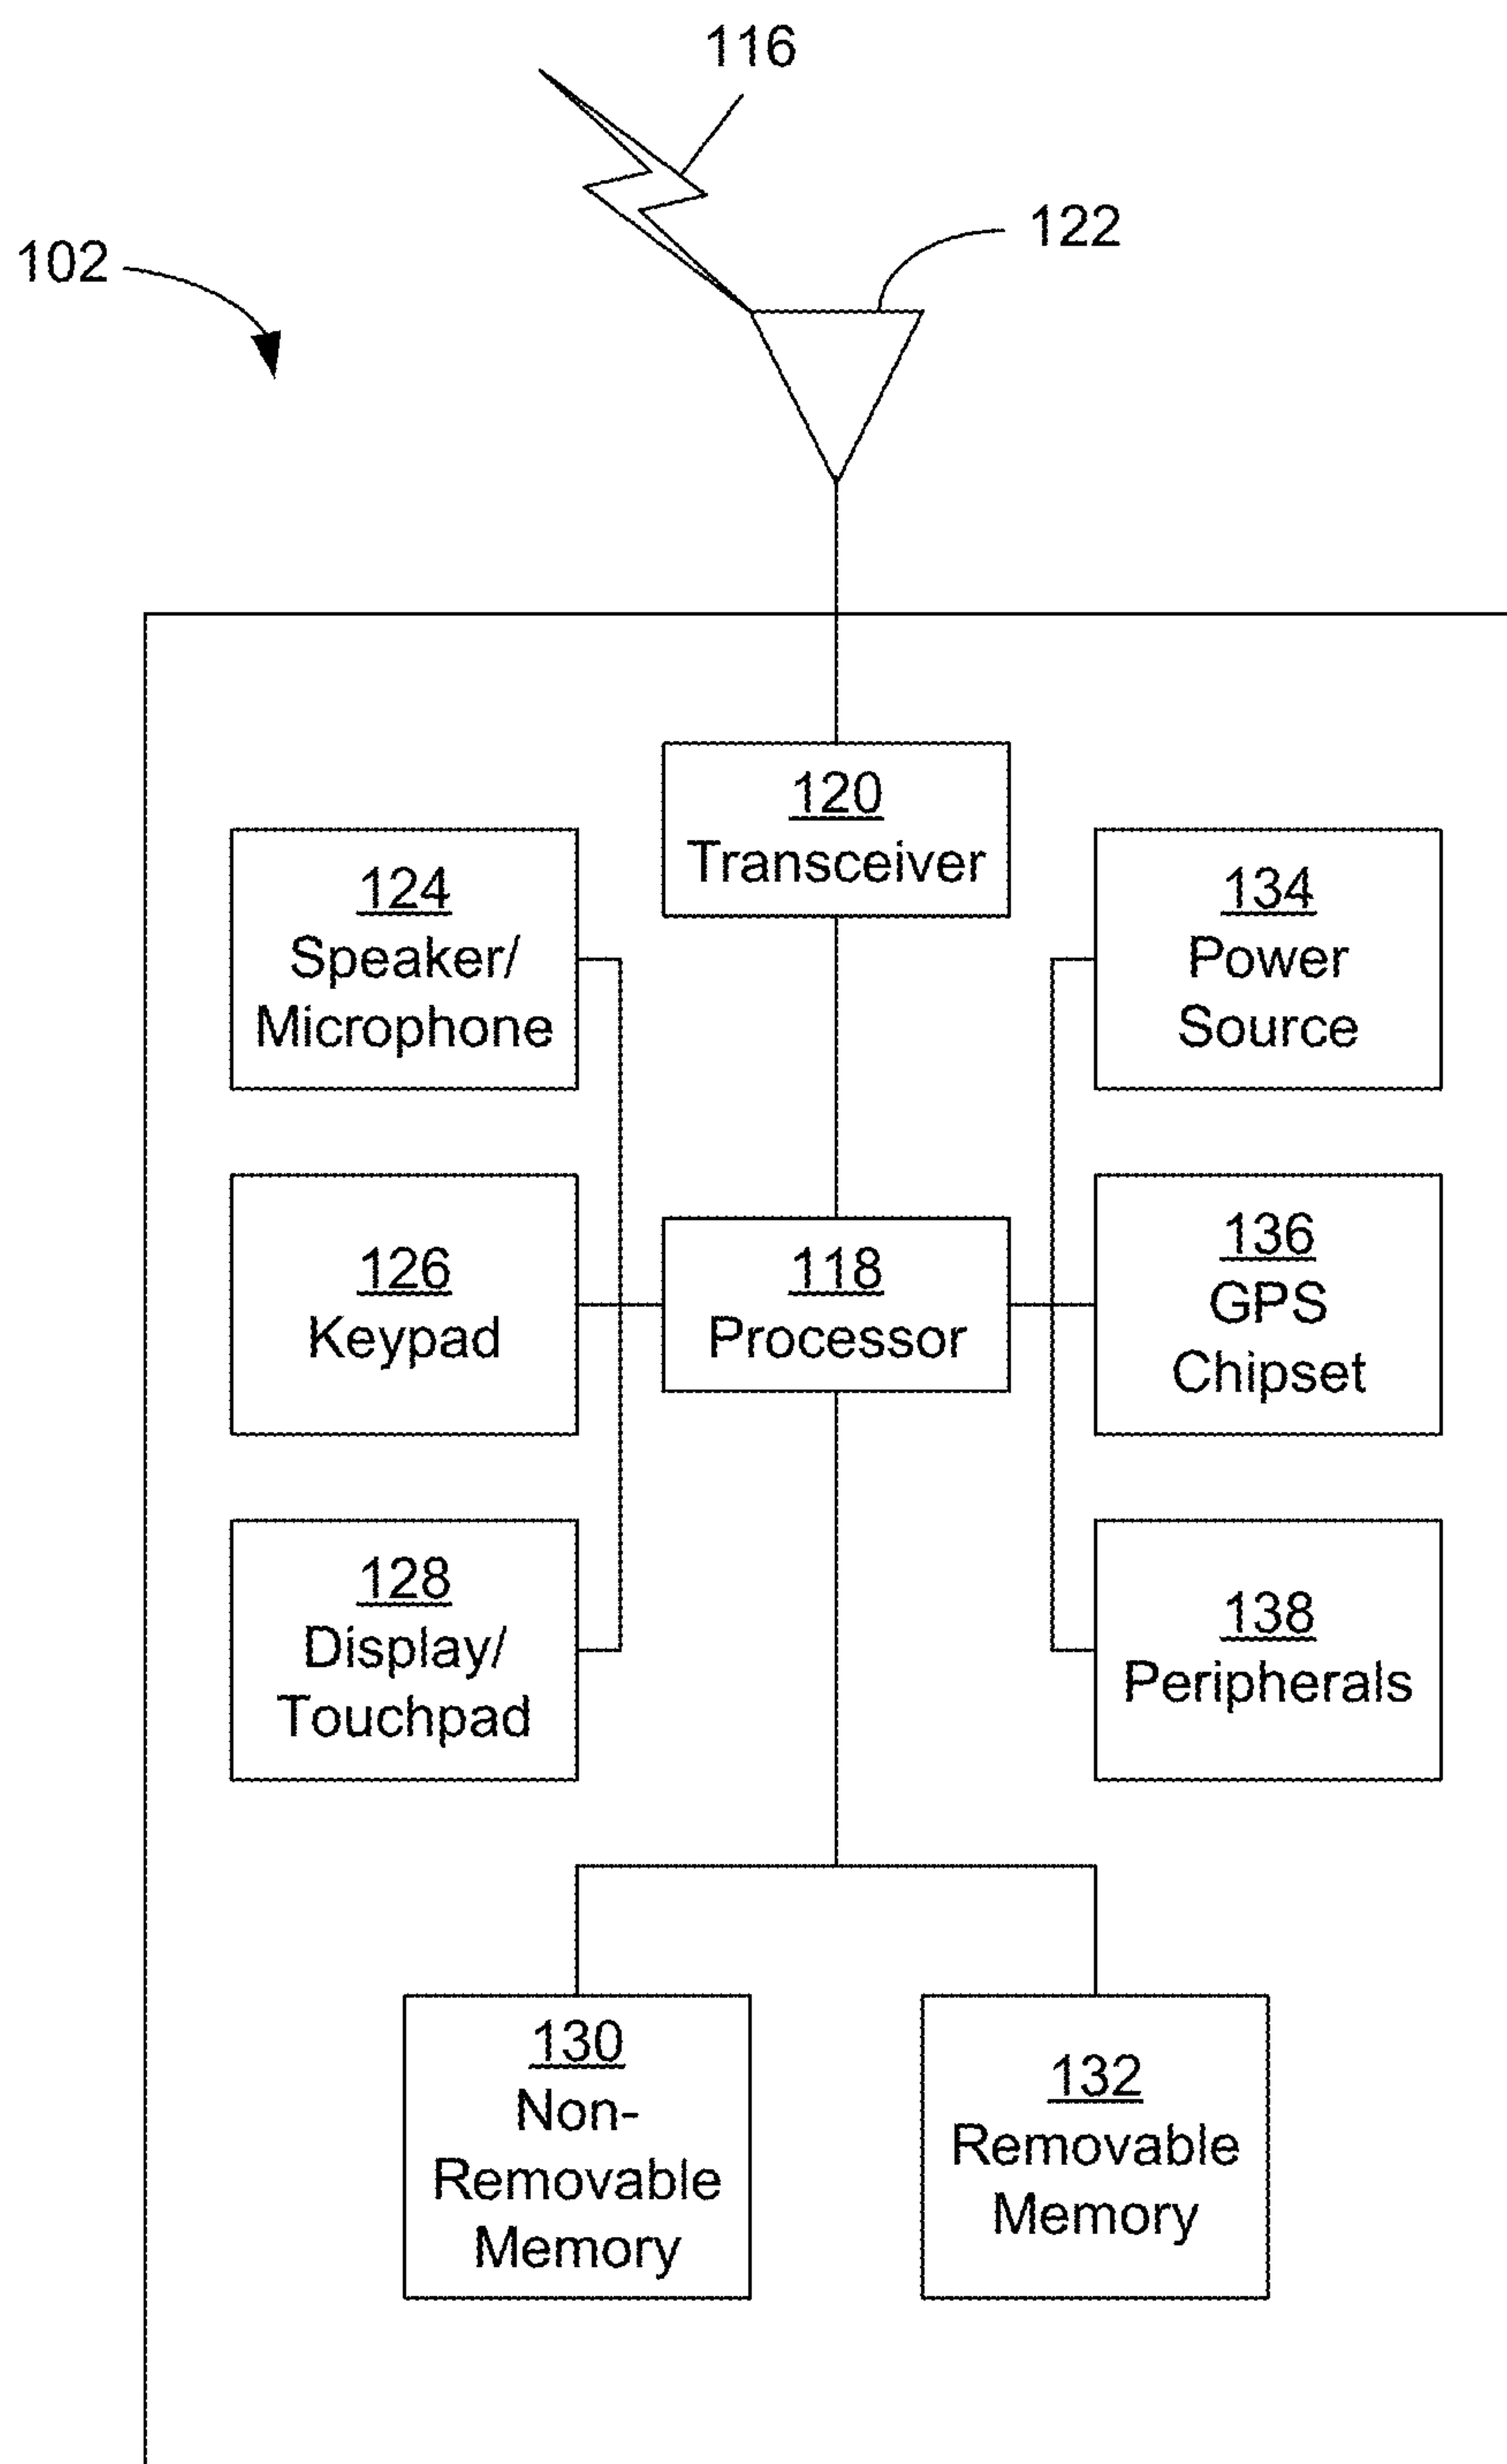 116
122
102
120
Transceiver
124
Speaker/
Microphone
134
Power
Source
126
Keypad
118
Processor
136
GPS
Chipset
128
Display/
Touchpad
138
Peripherals
130
Non-
Removable
Memory
132
Removable
Memory